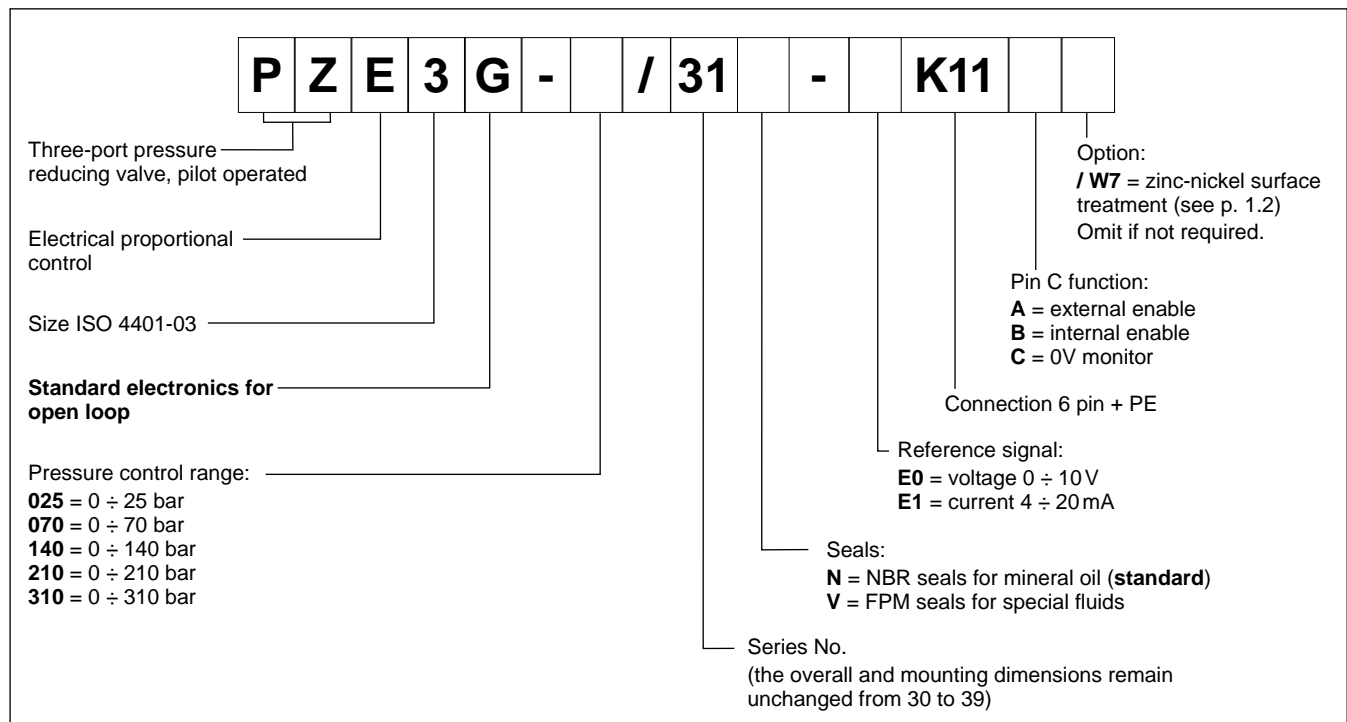 PZE3G- / 31 - K11
Three-port pressure
reducing valve, pilot operated
Electrical proportional
control
Size ISO 4401-03
Standard electronics for
open loop
Pressure control range:
025 = 0 ÷ 25 bar
070 = 0 ÷ 70 bar
140 = 0 ÷ 140 bar
210 = 0 ÷ 210 bar
310 = 0 ÷ 310 bar
Option:
/ W7 = zinc-nickel surface
treatment (see p. 1.2)
Omit if not required.
Pin C function:
A = external enable
B = internal enable
C = 0V monitor
Connection 6 pin + PE
Reference signal:
E0 = voltage 0 ÷ 10 V
E1 = current 4 ÷ 20 mA
Seals:
N = NBR seals for mineral oil (standard)
V = FPM seals for special fluids
Series No.
(the overall and mounting dimensions remain
unchanged from 30 to 39)